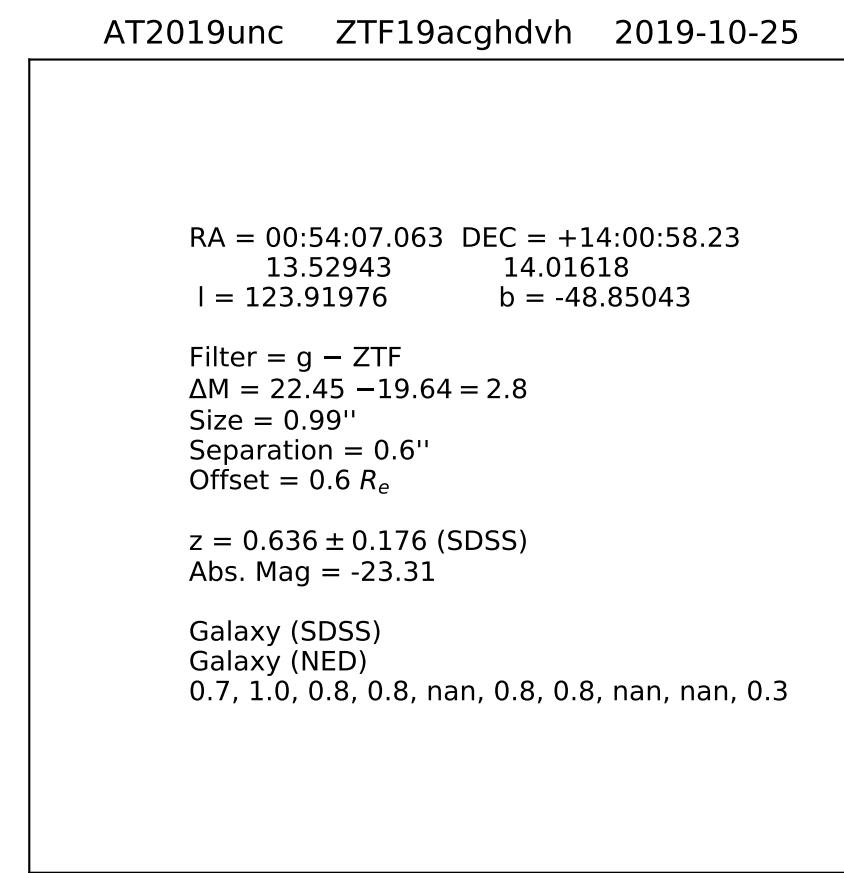 AT2019unc ZTF19acghdvh 2019-10-25
RA = 00:54:07.063 DEC = +14:00:58.23
13.52943 14.01618
l = 123.91976 b = -48.85043
Filter = g − ZTF
ΔM = 22.45 −19.64 = 2.8
Size = 0.99''
Separation = 0.6''
Offset = 0.6 Re
z = 0.636 ± 0.176 (SDSS)
Abs. Mag = -23.31
Galaxy (SDSS)
Galaxy (NED)
0.7, 1.0, 0.8, 0.8, nan, 0.8, 0.8, nan, nan, 0.3